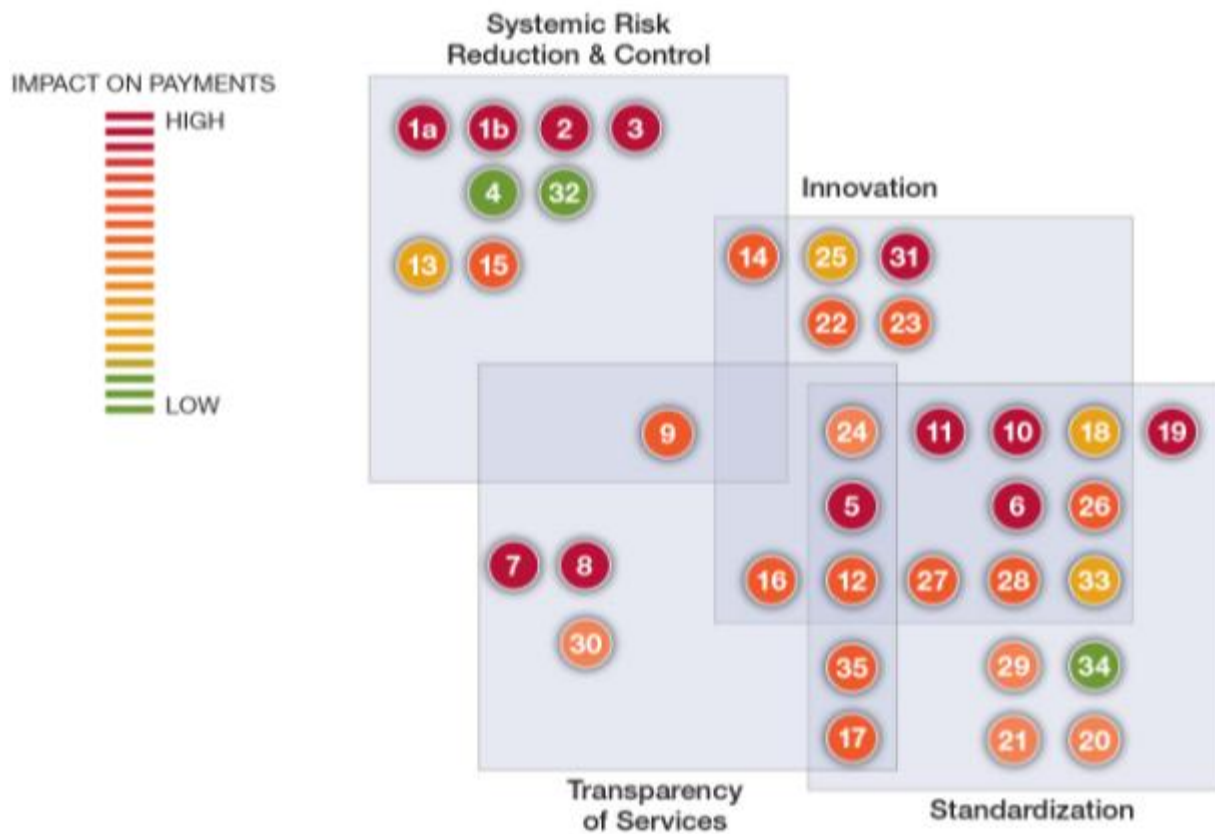 Systemic Risk
Reduction & Control
IMPACT ON PAYMENTS
HIGH
LOW
1a 1b 2 3
4 32
13 15
Innovation
14 25 31
22 23
9 24 11 10 18 19
5 6 26
7 8 16 12 27 28 33
30 35 29 34
17 21 20
Transparency
of Services
Standardization